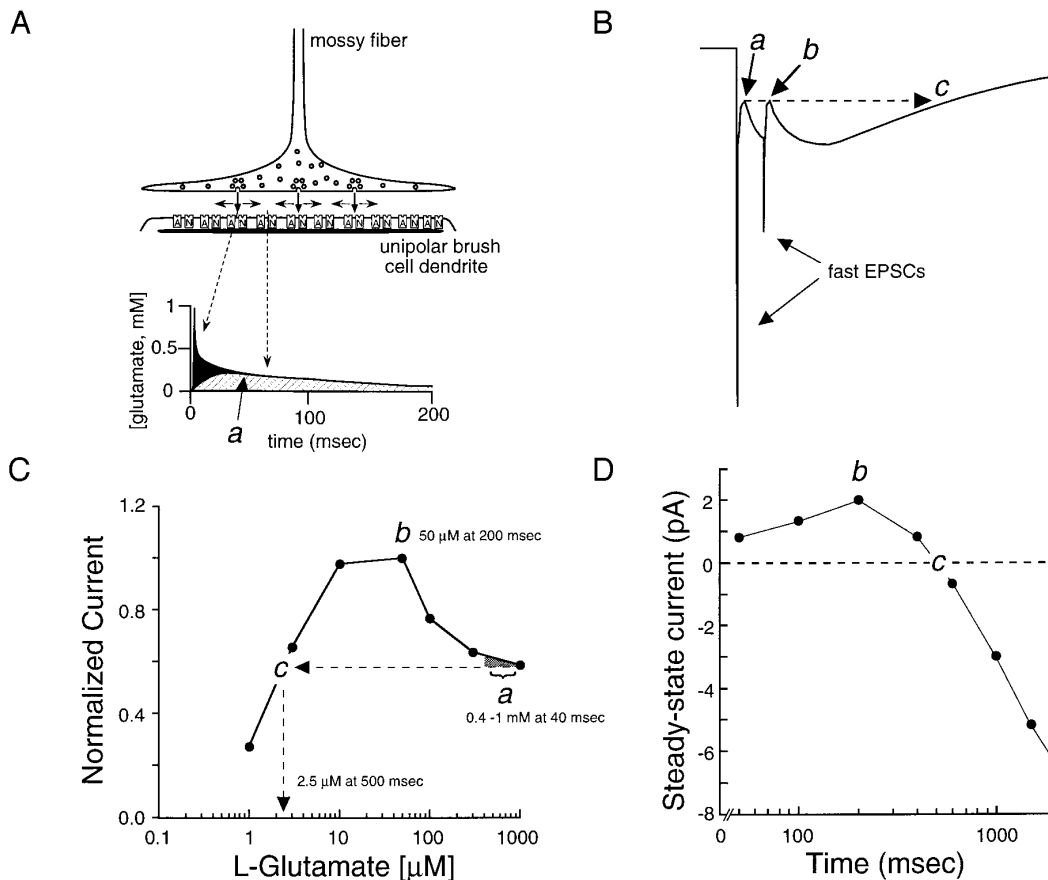 A
mossy fiber
A N A N A N A N A N A N A N A N A N
unipolar brush
cell dendrite
[glutamate, mM]
1
0.5
0
0
100
200
a
time (msec)
B
a
b
c
fast EPSCs
C
Normalized Current
1.2
0.8
0.4
0.0
b
50 μM at 200 msec
c
a
0.4 -1 mM at 40 msec
2.5 μM at 500 msec
0.1
1
10
100
1000
L-Glutamate [μM]
D
Steady-state current (pA)
2
0
-2
-4
-6
-8
b
c
0
100
1000
Time (msec)